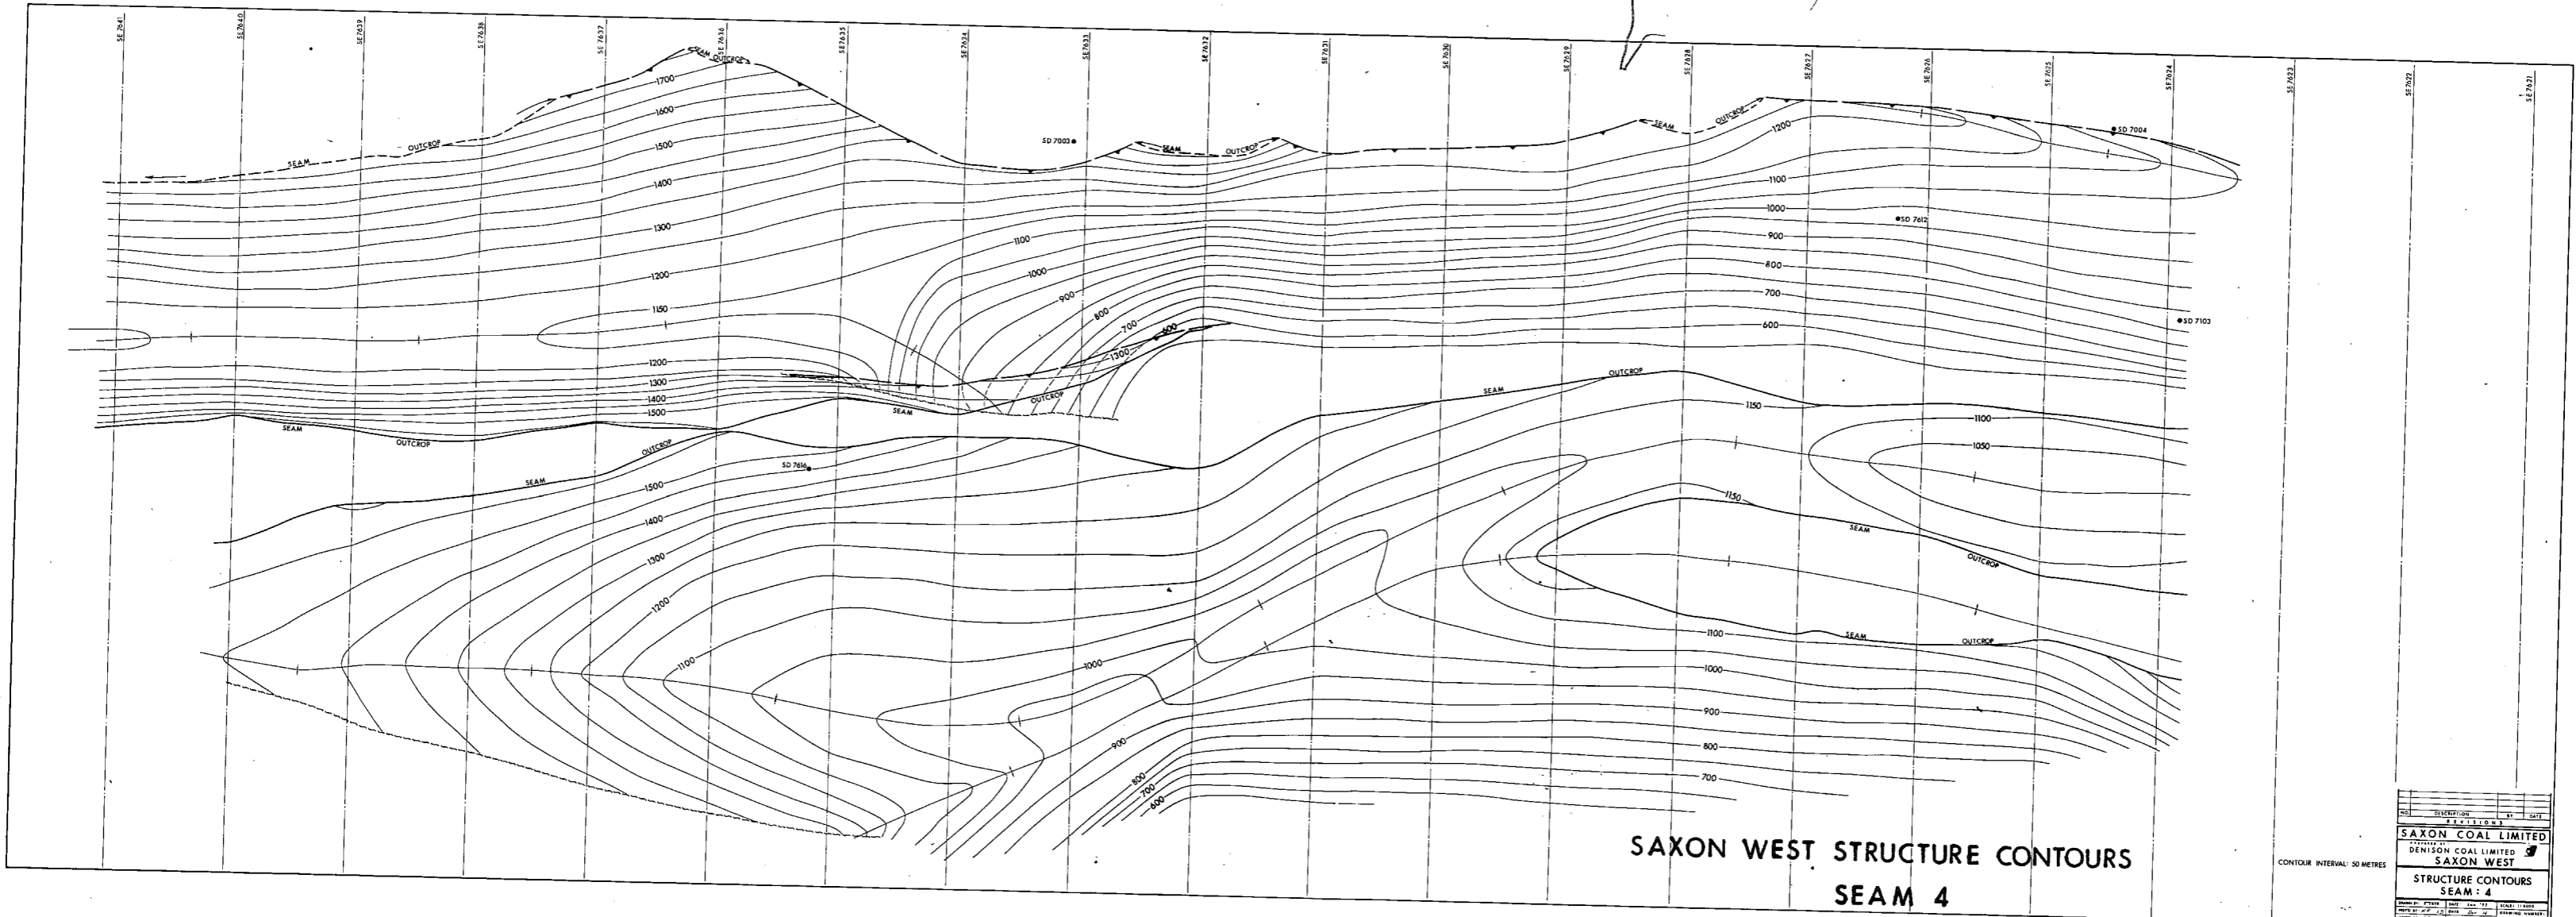 SE 7641
SE 7640
SE 7639
SE 7638
SE 7637
SE 7636
SE 7635
SE 7634
SE 7633
SE 7632
SE 7631
SE 7630
SE 7629
SE 7628
SE 7627
SE 7626
SE 7625
SE 7624
SE 7623
SE 7622
SE 7621
SEAM OUTCROP
1700
1600
1500
1400
1300
1200
1150
1200
1300
1400
1500
SEAM OUTCROP
SEAM OUTCROP
SD 7003
SEAM OUTCROP
SEAM OUTCROP
1200
SD 7004
1100
1000
SD 7612
900
800
700
600
SD 7103
1100
1000
900
800
700
600
1300
OUTCROP
SEAM
SEAM OUTCROP
SEAM OUTCROP
SD 7616
1500
1400
1300
1200
1100
1000
900
800
700
600
1150
1100
1050
1150
SEAM
OUTCROP
1100
SEAM OUTCROP
1000
900
800
700
SAXON WEST STRUCTURE CONTOURS
SEAM 4
CONTOUR INTERVAL: 50 METRES
NO. DESCRIPTION BY DATE
REVISIONS
SAXON COAL LIMITED
PREPARED BY
DENISON COAL LIMITED
SAXON WEST
STRUCTURE CONTOURS
SEAM : 4